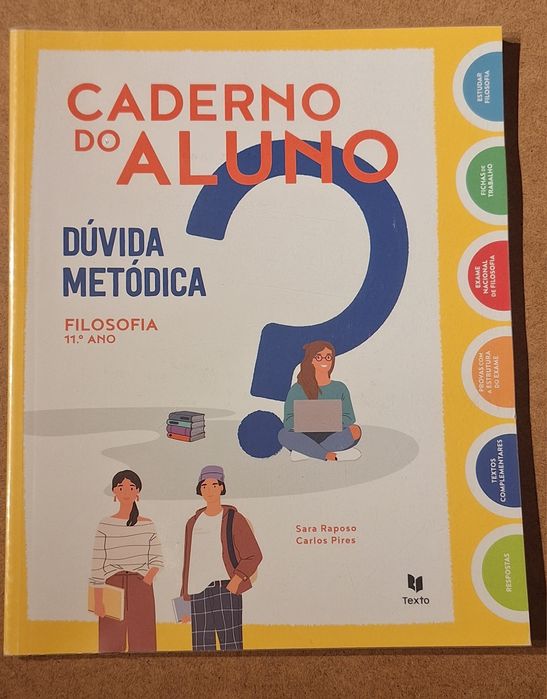 CADERNO
DO ALUNO
DÚVIDA
METÓDICA
FILOSOFIA
11.º ANO
Sara Raposo
Carlos Pires
Texto
ESTUDAR
FILOSOFIA
FICHAS DE
TRABALHO
EXAME
NACIONAL
DE FILOSOFIA
PROVAS COM
A ESTRUTURA
DO EXAME
TEXTOS
COMPLEMENTARES
RESPOSTAS